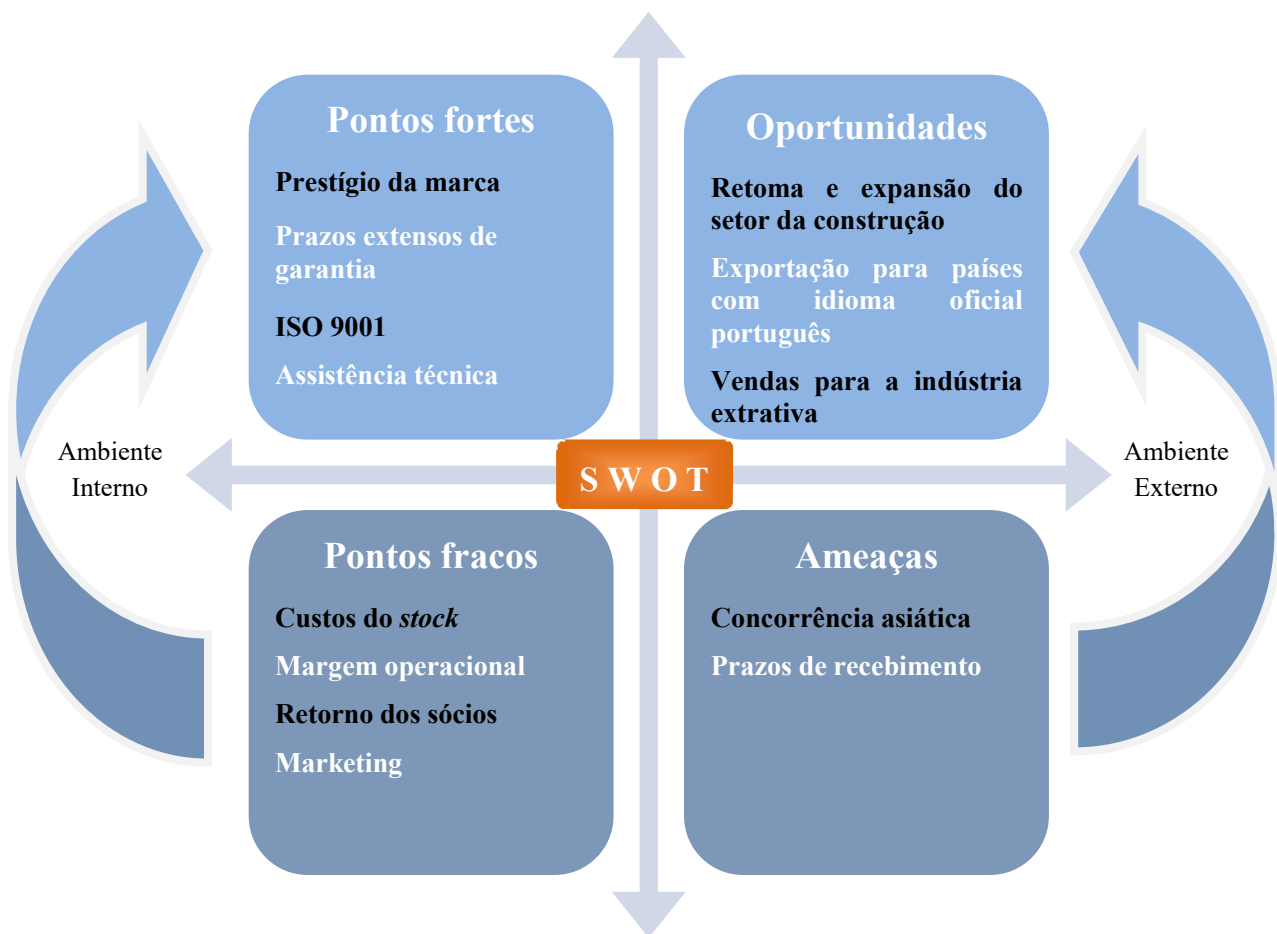 Pontos fortes
Prestígio da marca
Prazos extensos de
garantia
ISO 9001
Assistência técnica
Oportunidades
Retoma e expansão do
setor da construção
Exportação para países
com idioma oficial
português
Vendas para a indústria
extrativa
Ambiente
Interno
S W O T
Ambiente
Externo
Pontos fracos
Custos do stock
Margem operacional
Retorno dos sócios
Marketing
Ameaças
Concorrência asiática
Prazos de recebimento